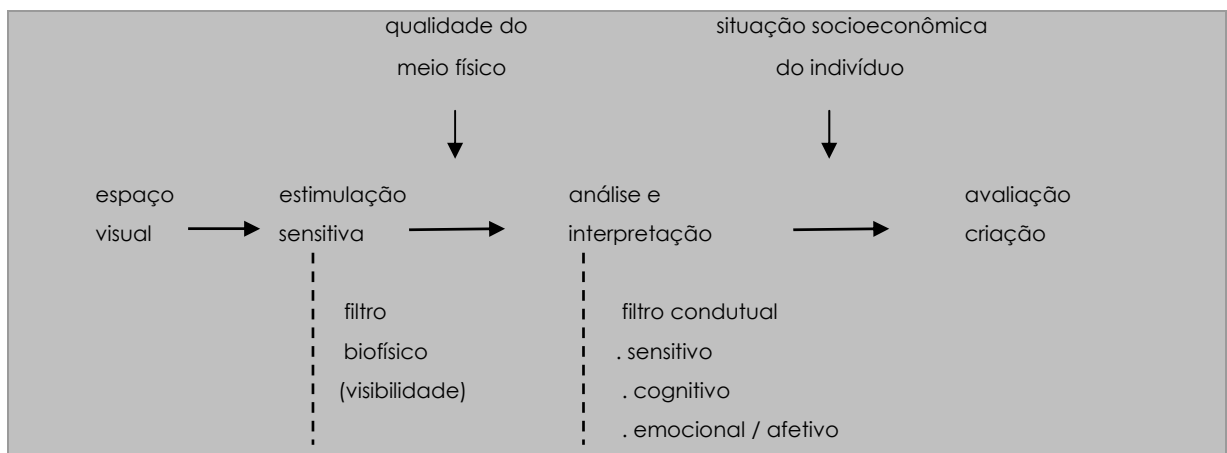 qualidade do
meio físico
situação socioeconômica
do indivíduo
espaço
visual
estimulação
sensitiva
análise e
interpretação
avaliação
criação
filtro
biofísico
(visibilidade)
filtro condutual
. sensitivo
. cognitivo
. emocional / afetivo